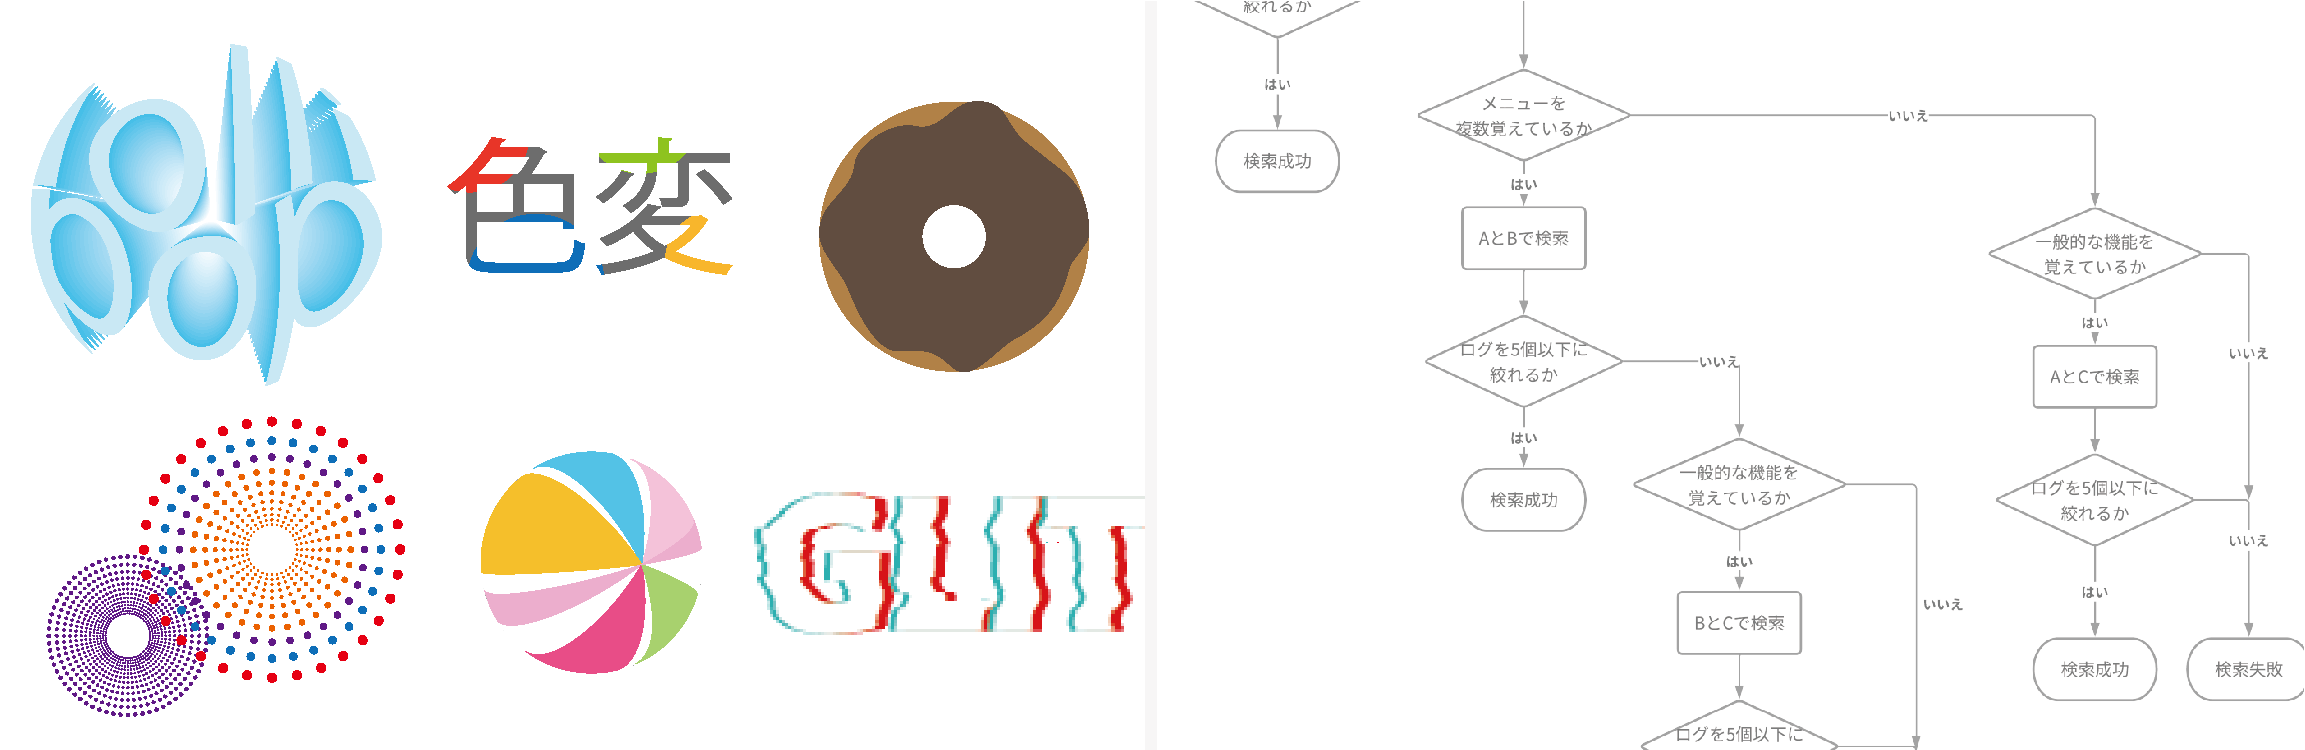 色変
GLIT
絞れるか
はい
検索成功
メニューを
複数覚えているか
いいえ
はい
AとBで検索
ログを5個以下に
絞れるか
いいえ
はい
検索成功
一般的な機能を
覚えているか
はい
いいえ
BとCで検索
ログを5個以下に
一般的な機能を
覚えているか
はい
いいえ
AとCで検索
ログを5個以下に
絞れるか
いいえ
はい
検索成功
検索失敗